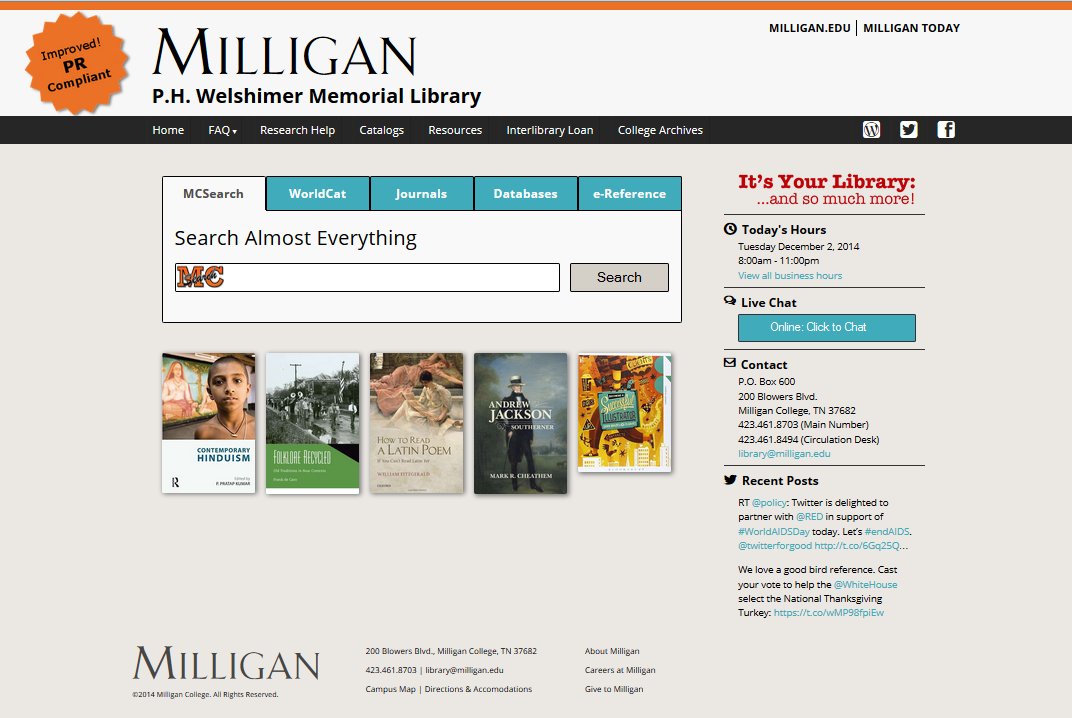 MILLIGAN.EDU | MILLIGAN TODAY
Improved!
PR
Compliant
MILLIGAN
P.H. Welshimer Memorial Library
Home FAQ▾ Research Help Catalogs Resources Interlibrary Loan College Archives
MCSearch WorldCat Journals Databases e-Reference
Search Almost Everything
MC Search
Search
CONTEMPORARY
HINDUISM
Edited by
P. PRATAP KUMAR
R
FOLKLORE RECYCLED
Old Traditions in New Contexts
Frank de Caro
HOW TO READ
A LATIN POEM
If You Can't Read Latin Yet
WILLIAM FITZGERALD
OXFORD
ANDREW
JACKSON
SOUTHERNER
MARK R. CHEATHEM
Successful
ILLUSTRATOR
BLOOMSBURY
It's Your Library:
...and so much more!
Today's Hours
Tuesday December 2, 2014
8:00am - 11:00pm
View all business hours
Live Chat
Online: Click to Chat
Contact
P.O. Box 600
200 Blowers Blvd.
Milligan College, TN 37682
423.461.8703 (Main Number)
423.461.8494 (Circulation Desk)
library@milligan.edu
Recent Posts
RT @policy: Twitter is delighted to
partner with @RED in support of
#WorldAIDSDay today. Let's #endAIDS.
@twitterforgood http://t.co/6Gq25Q...
We love a good bird reference. Cast
your vote to help the @WhiteHouse
select the National Thanksgiving
Turkey: https://t.co/wMP98fpiEw
MILLIGAN
©2014 Milligan College. All Rights Reserved.
200 Blowers Blvd., Milligan College, TN 37682
423.461.8703 | library@milligan.edu
Campus Map | Directions & Accomodations
About Milligan
Careers at Milligan
Give to Milligan